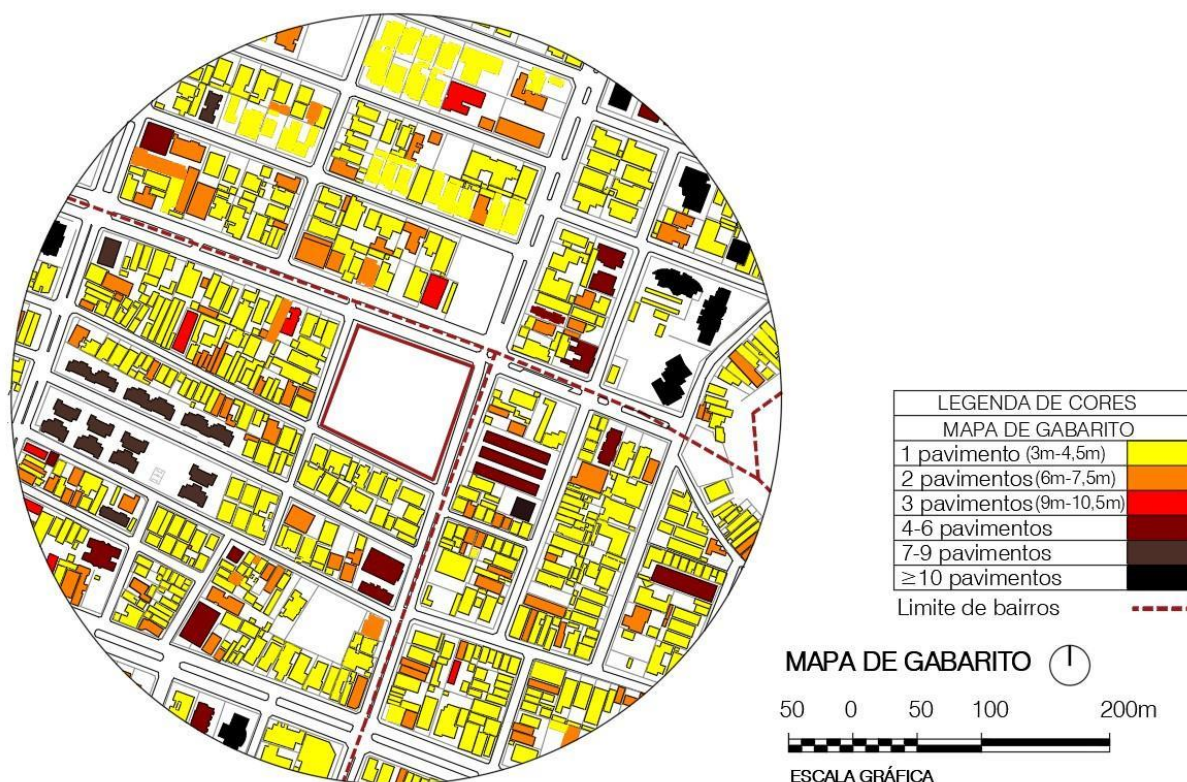 LEGENDA DE CORES
MAPA DE GABARITO
1 pavimento (3m-4,5m)
2 pavimentos (6m-7,5m)
3 pavimentos (9m-10,5m)
4-6 pavimentos
7-9 pavimentos
≥10 pavimentos
Limite de bairros
MAPA DE GABARITO
50 0 50 100 200m
ESCALA GRÁFICA